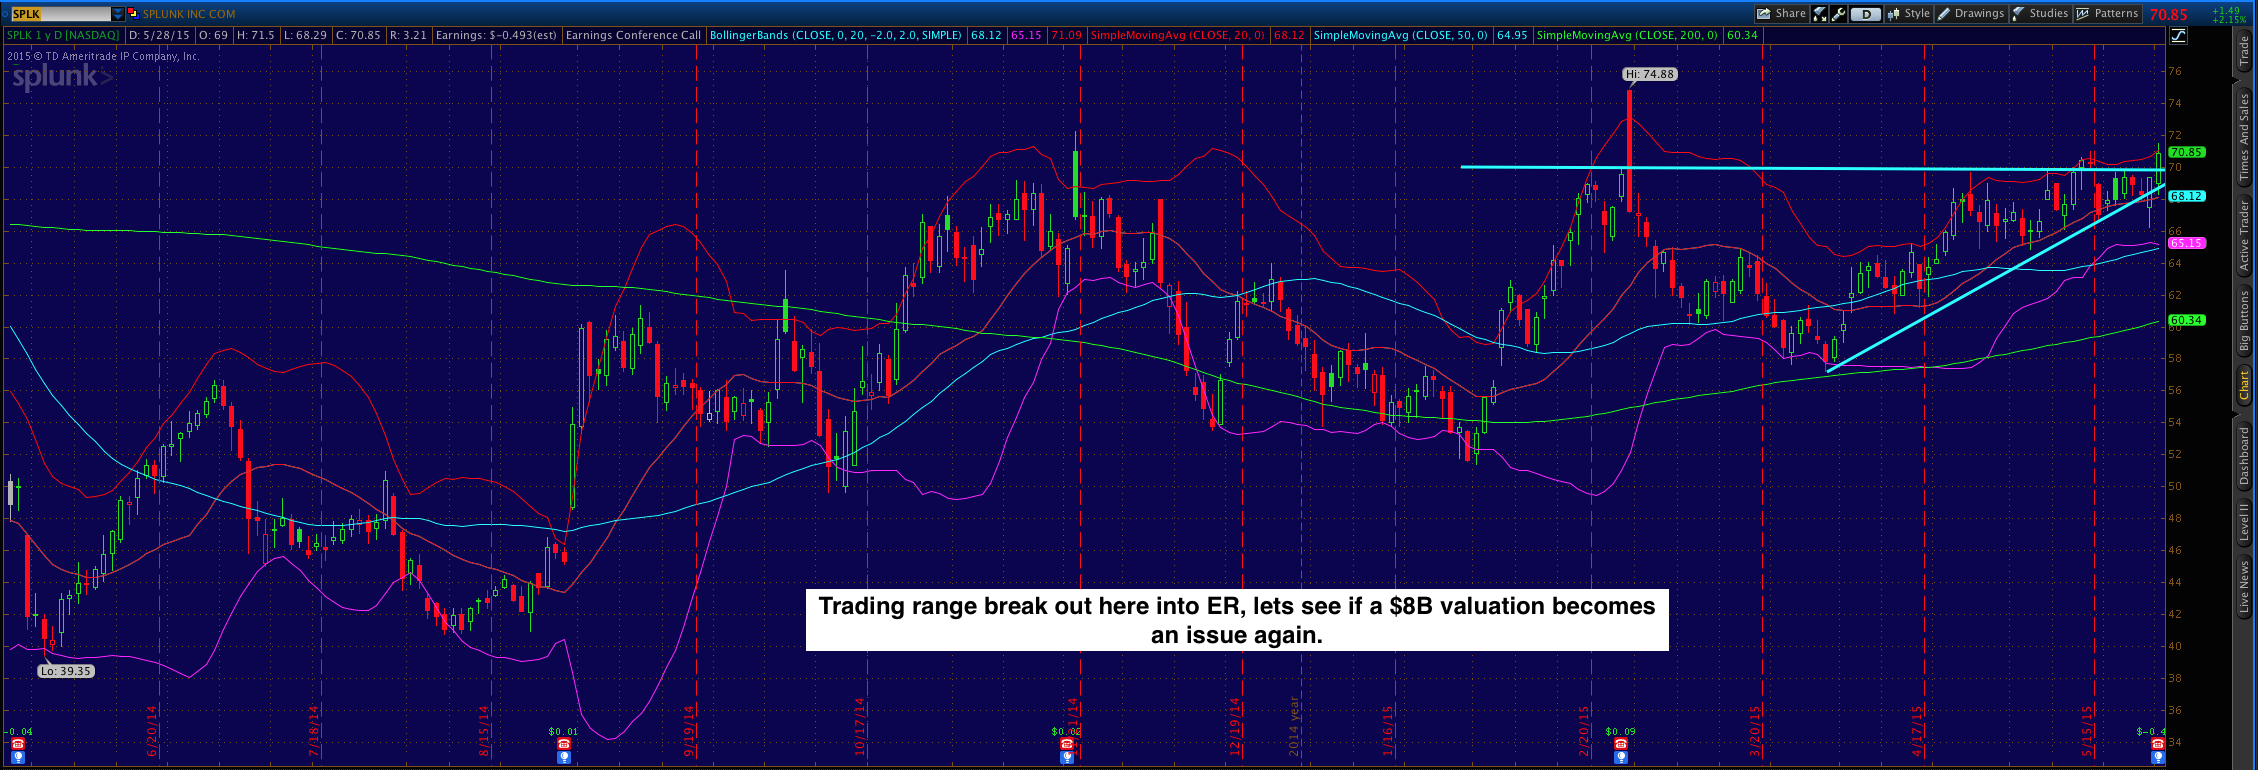 SPLK SPLUNK INC COM Share D Style Drawings Studies Patterns 70.85 +1.49
+2.15%
SPLK 1 y D [NASDAQ] D: 5/28/15 O: 69 H: 71.5 L: 68.29 C: 70.85 R: 3.21 Earnings: $-0.493(est) Earnings Conference Call BollingerBands (CLOSE, 0, 20, -2.0, 2.0, SIMPLE) 68.12 65.15 71.09 SimpleMovingAvg (CLOSE, 20, 0) 68.12 SimpleMovingAvg (CLOSE, 50, 0) 64.95 SimpleMovingAvg (CLOSE, 200, 0) 60.34
2015 © TD Ameritrade IP Company, Inc.
splunk>
Hi: 74.88
76
74
72
70.85
70
68.12
66
65.15
64
62
60.34
60
58
56
54
52
50
48
46
44
42
40
38
36
34
Trading range break out here into ER, lets see if a $8B valuation becomes
an issue again.
Lo: 39.35
-0.04
$0.01
$0.02
$0.09
$-0.4
6/20/14
7/18/14
8/15/14
9/19/14
10/17/14
1/14
12/19/14
2014 year
1/16/15
2/20/15
3/20/15
4/17/15
5/15/15
Trade
Times And Sales
Active Trader
Big Buttons
Chart
Dashboard
Level II
Live News